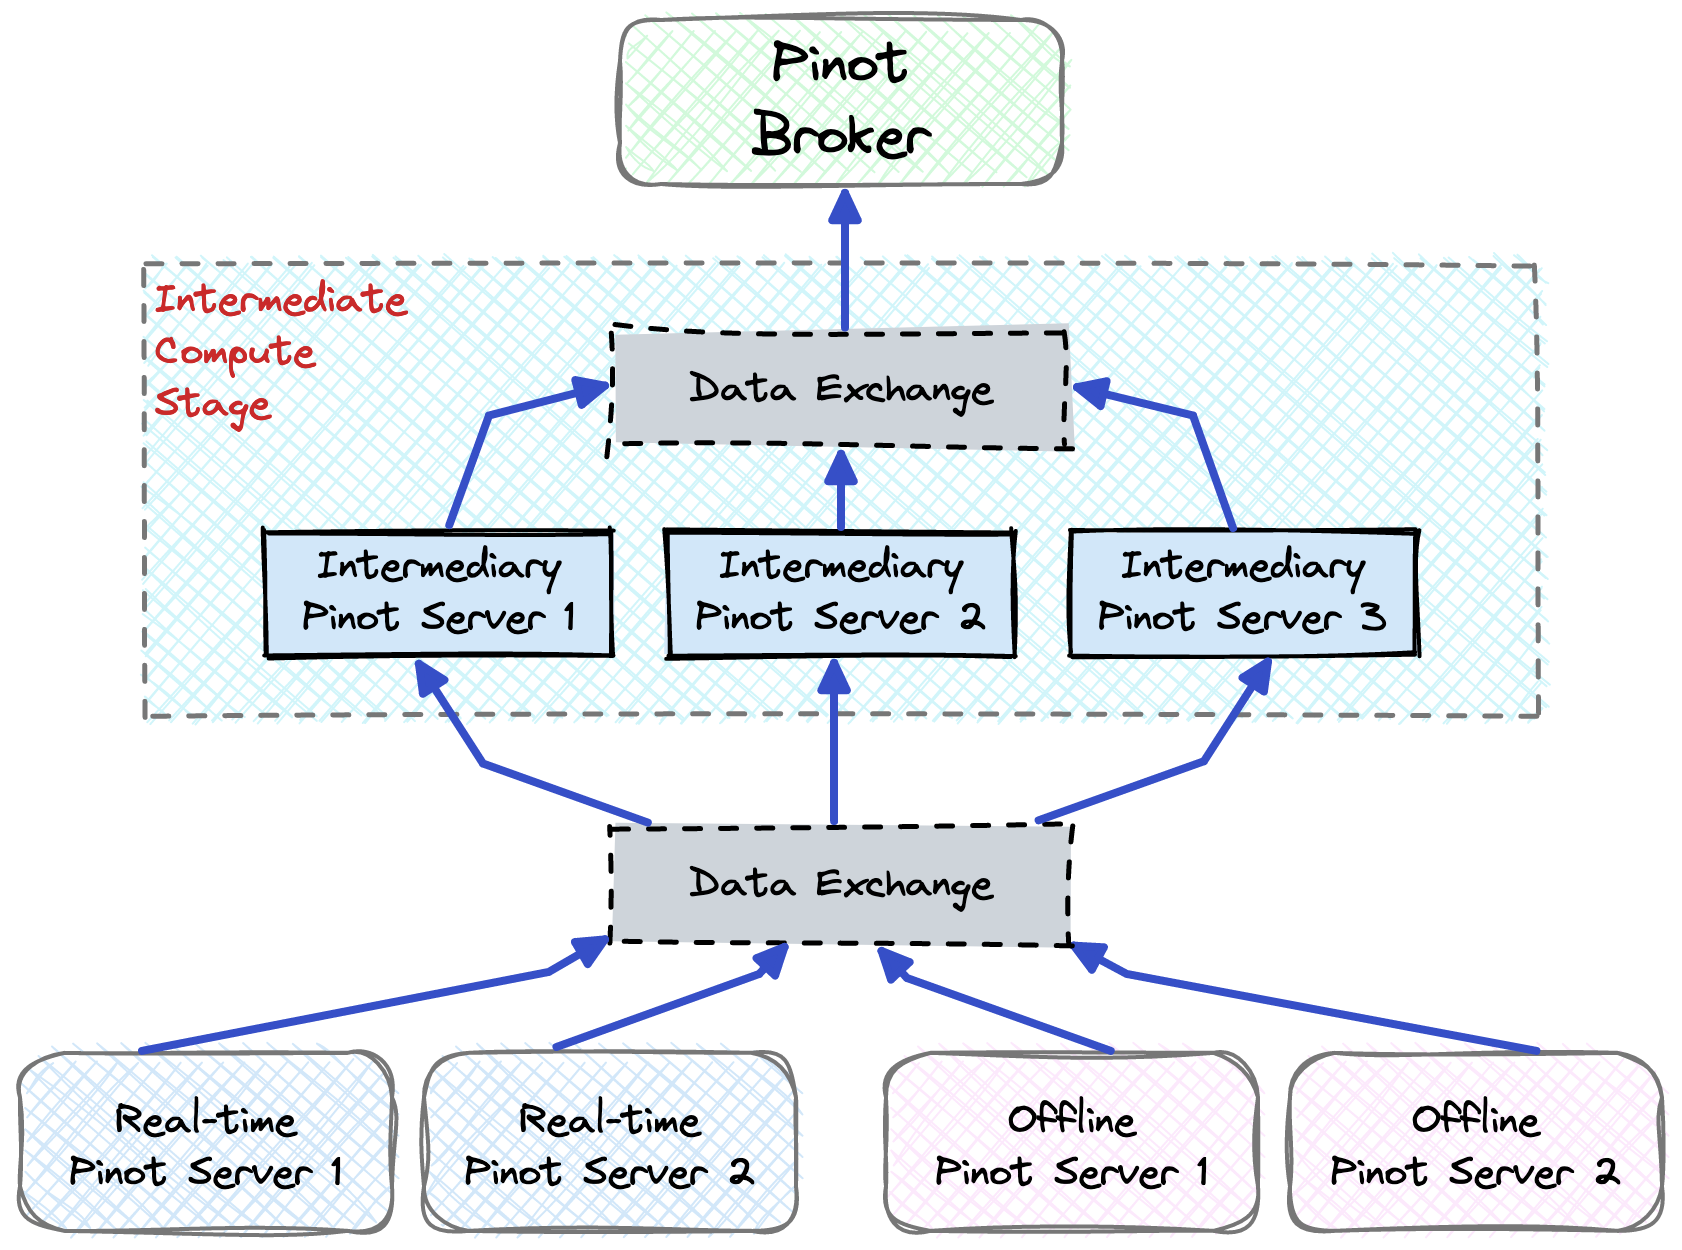 Pinot
Broker
Intermediate
Compute
Stage
Data Exchange
Intermediary
Pinot Server 1
Intermediary
Pinot Server 2
Intermediary
Pinot Server 3
Data Exchange
Real-time
Pinot Server 1
Real-time
Pinot Server 2
Offline
Pinot Server 1
Offline
Pinot Server 2